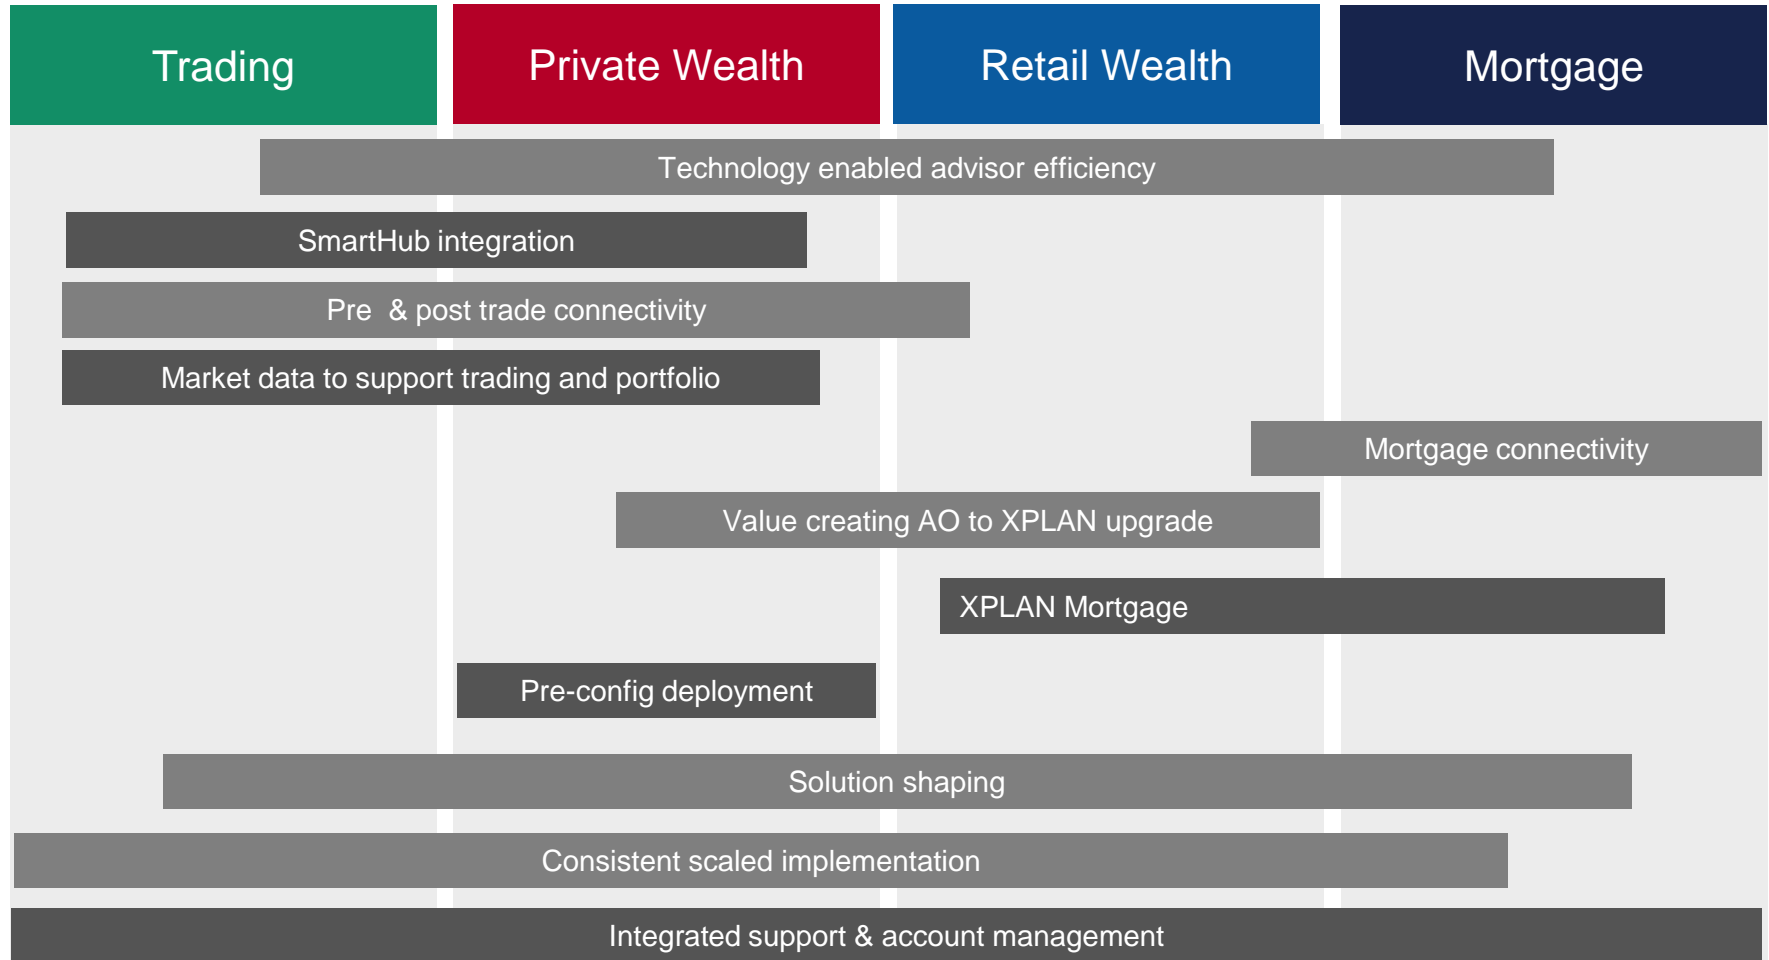 Trading
Private Wealth
Retail Wealth
Mortgage
Technology enabled advisor efficiency
SmartHub integration
Pre & post trade connectivity
Market data to support trading and portfolio
Mortgage connectivity
Value creating AO to XPLAN upgrade
XPLAN Mortgage
Pre-config deployment
Solution shaping
Consistent scaled implementation
Integrated support & account management